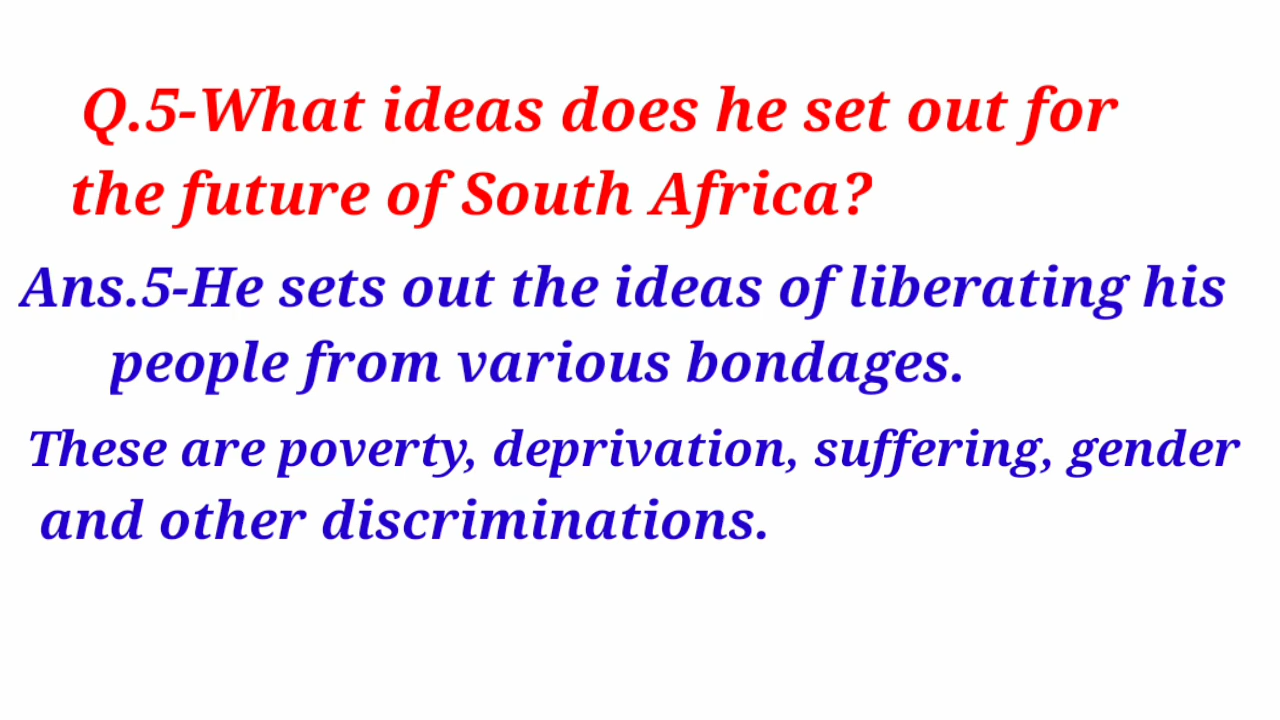 Q.5-What ideas does he set out for
the future of South Africa?
Ans.5-He sets out the ideas of liberating his
people from various bondages.
These are poverty, deprivation, suffering, gender
and other discriminations.